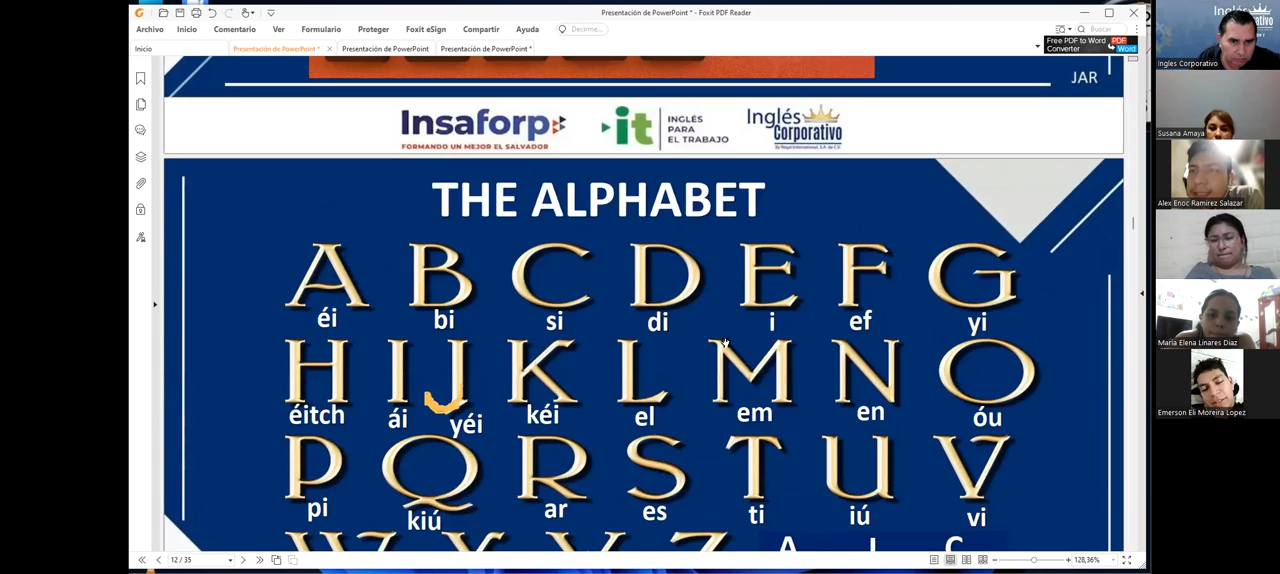 Presentación de PowerPoint * - Foxit PDF Reader
Archivo Inicio Comentario Ver Formulario Proteger Foxit eSign Compartir Ayuda Decirme... Buscar
Inicio Presentación de PowerPoint * Presentación de PowerPoint Presentación de PowerPoint *
Free PDF to Word Converter PDF Word
JAR
Insaforp
FORMANDO UN MEJOR EL SALVADOR
it INGLÉS PARA EL TRABAJO
Inglés Corporativo
THE ALPHABET
A B C D E F G
éi bi si di i ef yi
H I J K L M N O
éitch ái yéi kéi el em en óu
P Q R S T U V
pi kiú ar es ti iú vi
W X Y Z
12 / 35
128,36%
Ingles Corporativo
Susana Amaya
Alex Enoc Ramirez Salazar
Maria Elena Linares Diaz
Emerson Eli Moreira Lopez